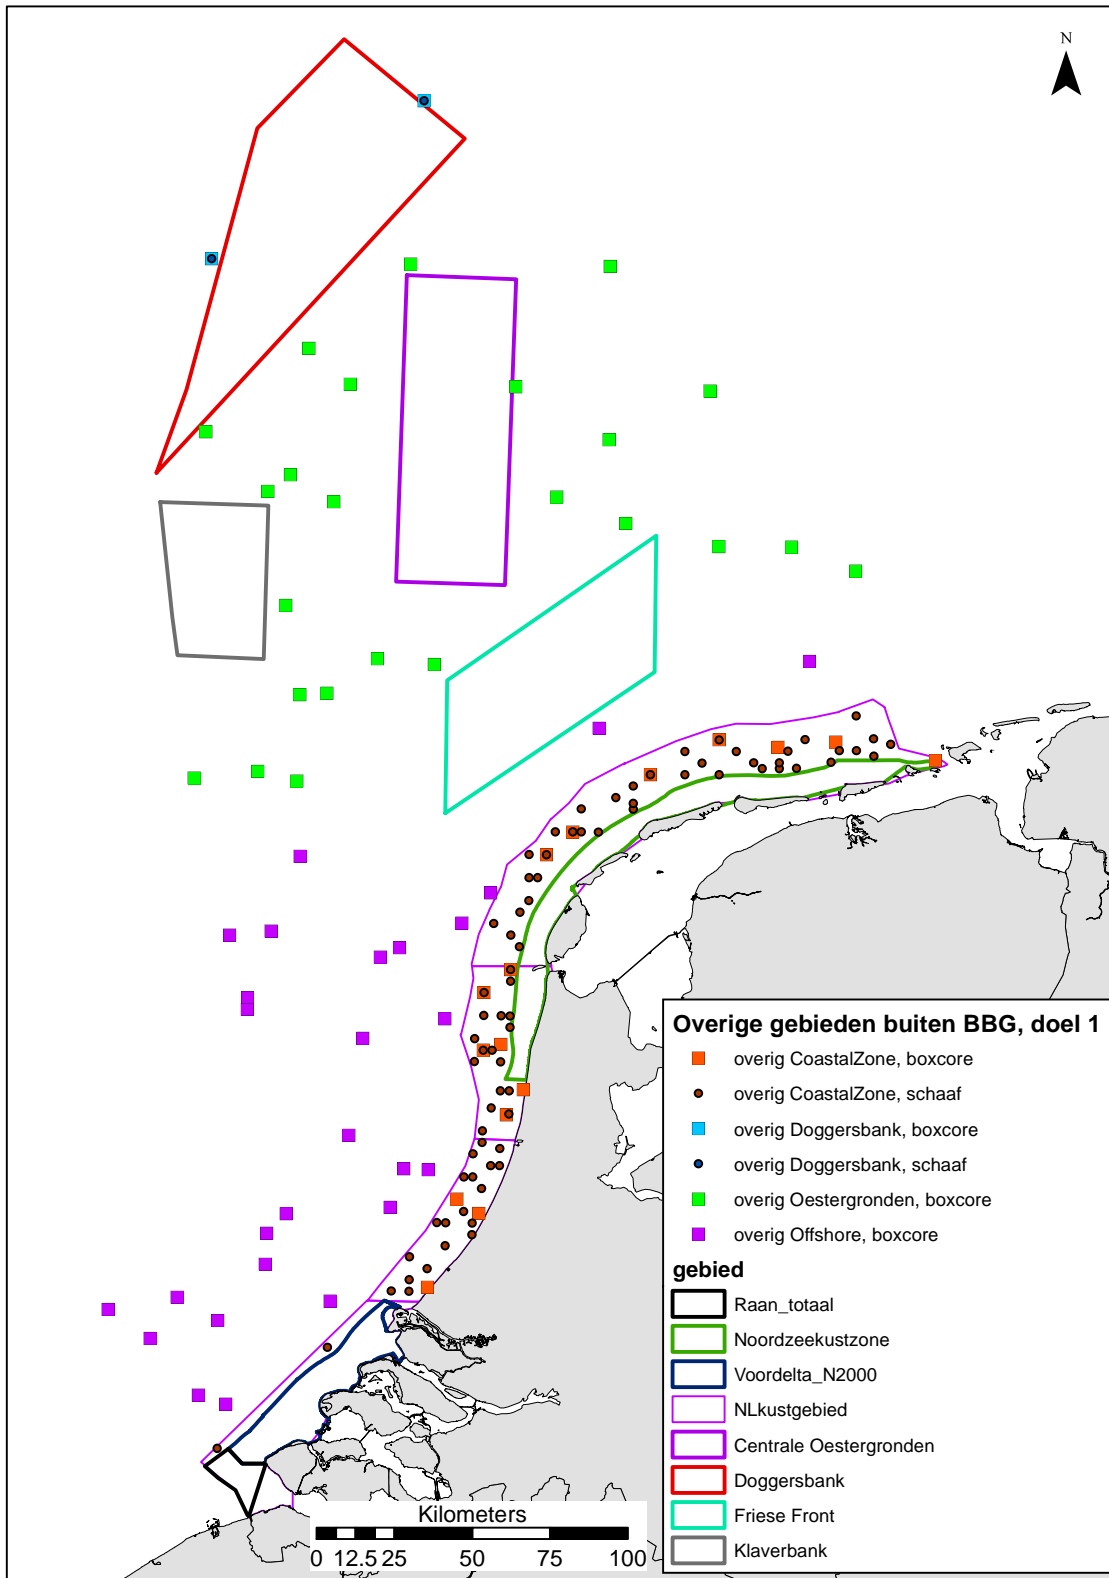 N
Overige gebieden buiten BBG, doel 1
overig CoastalZone, boxcore
overig CoastalZone, schaaf
overig Doggersbank, boxcore
overig Doggersbank, schaaf
overig Oestergronden, boxcore
overig Offshore, boxcore
gebied
Raan_totaal
Noordzeekustzone
Voordelta_N2000
NLkustgebied
Centrale Oestergronden
Doggersbank
Friese Front
Klaverbank
Kilometers
0 12.5 25 50 75 100